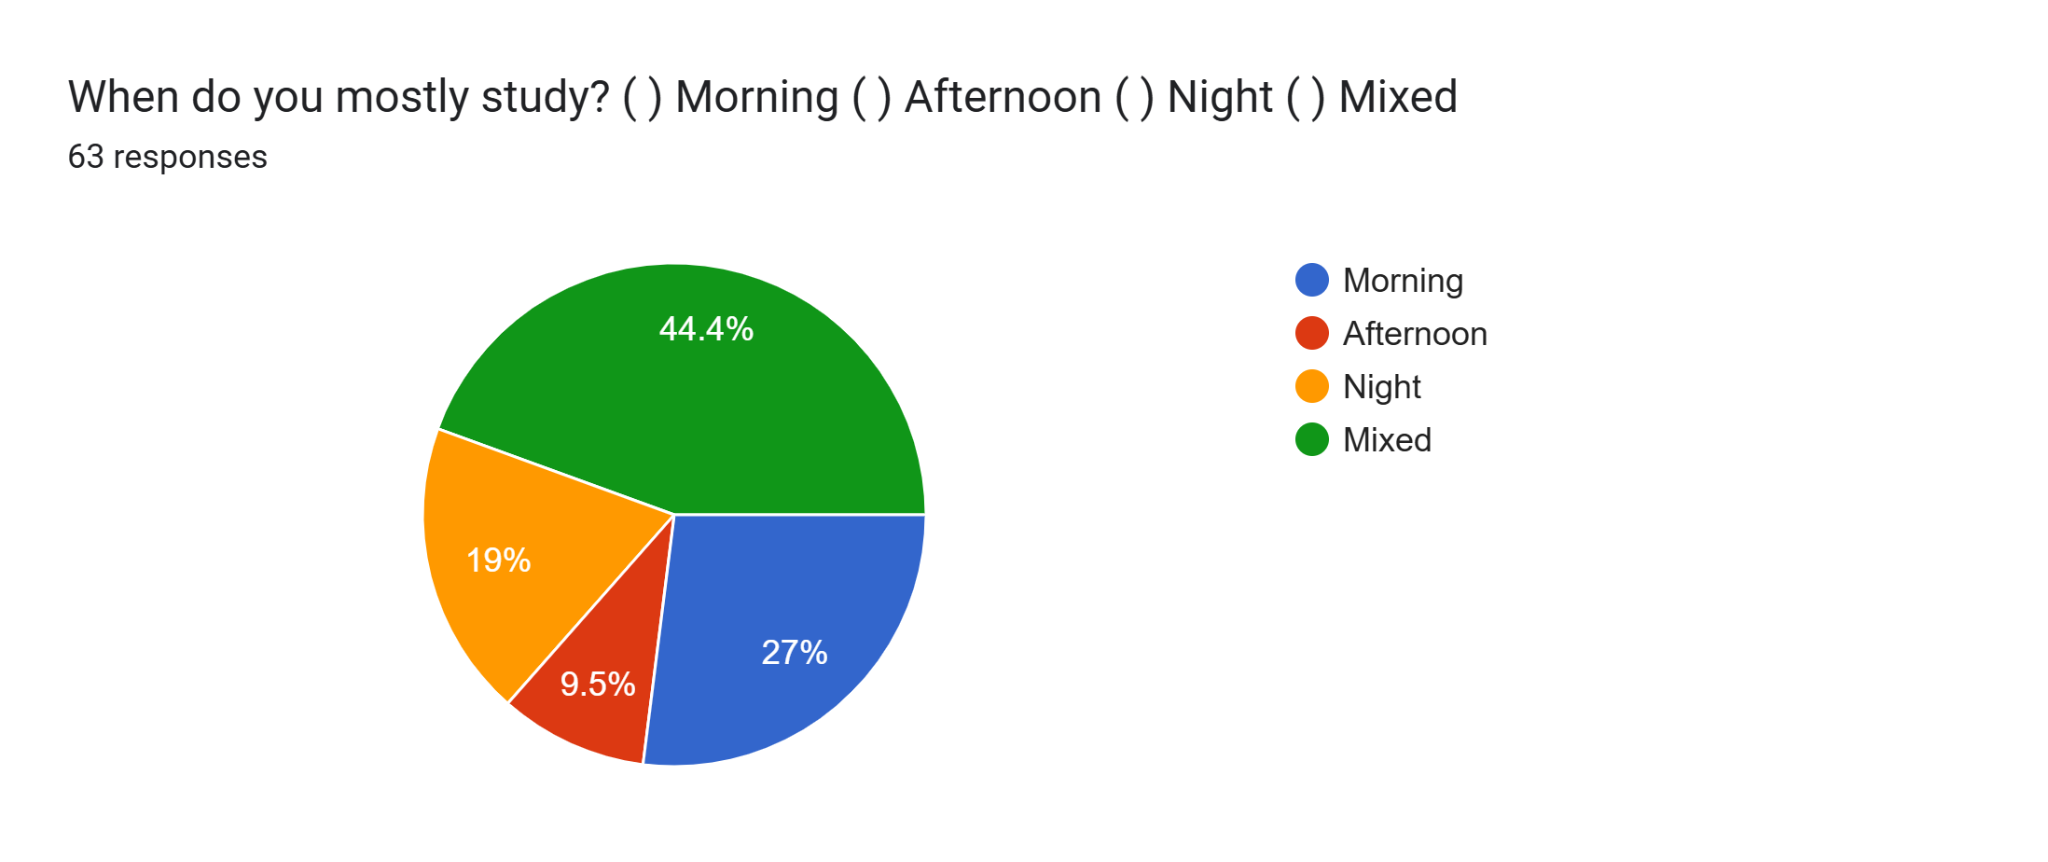 When do you mostly study? ( ) Morning ( ) Afternoon ( ) Night ( ) Mixed
63 responses
44.4%
19%
9.5%
27%
Morning
Afternoon
Night
Mixed